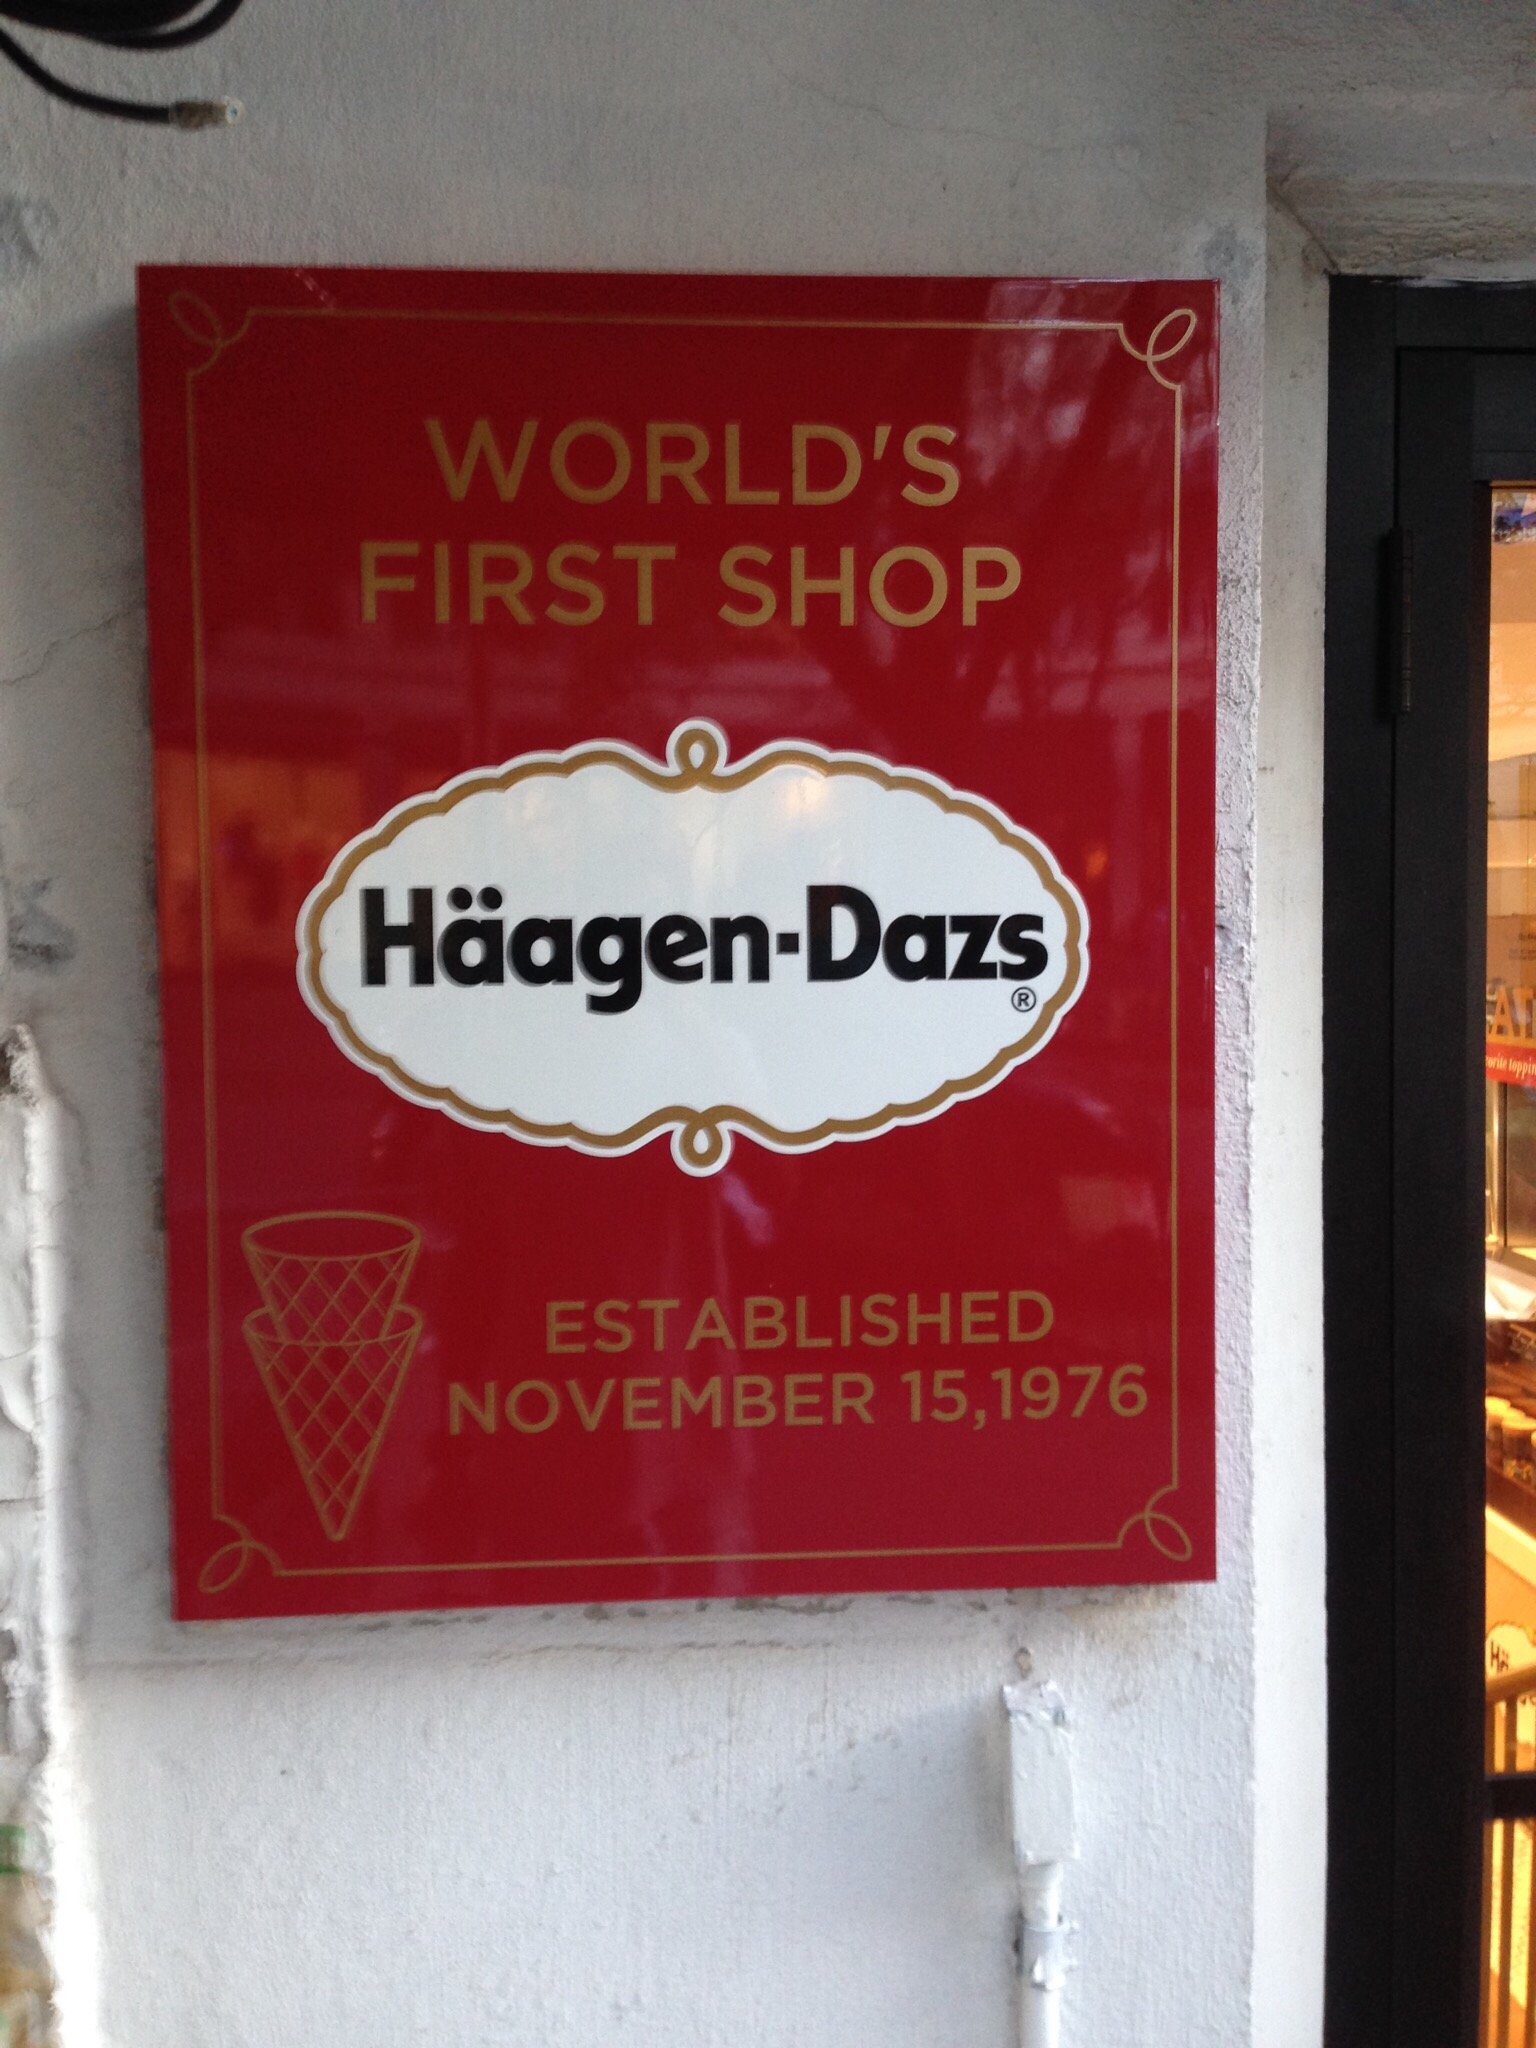 WORLD'S
FIRST SHOP
Häagen-Dazs
®
ESTABLISHED
NOVEMBER 15,1976